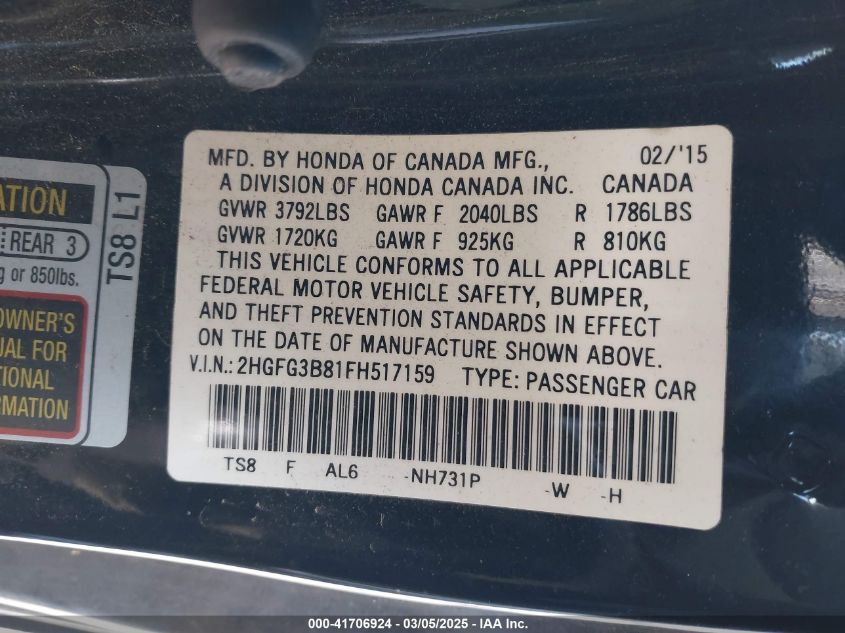 ATION
REAR 3
g or 850lbs.
OWNER'S
UAL FOR
TIONAL
RMATION
TS8 L1
MFD. BY HONDA OF CANADA MFG., 02/'15
A DIVISION OF HONDA CANADA INC. CANADA
GVWR 3792LBS GAWR F 2040LBS R 1786LBS
GVWR 1720KG GAWR F 925KG R 810KG
THIS VEHICLE CONFORMS TO ALL APPLICABLE
FEDERAL MOTOR VEHICLE SAFETY, BUMPER,
AND THEFT PREVENTION STANDARDS IN EFFECT
ON THE DATE OF MANUFACTURE SHOWN ABOVE.
V.I.N.: 2HGFG3B81FH517159 TYPE: PASSENGER CAR
TS8 F AL6 -NH731P -W -H
000-41706924 - 03/05/2025 - IAA Inc.